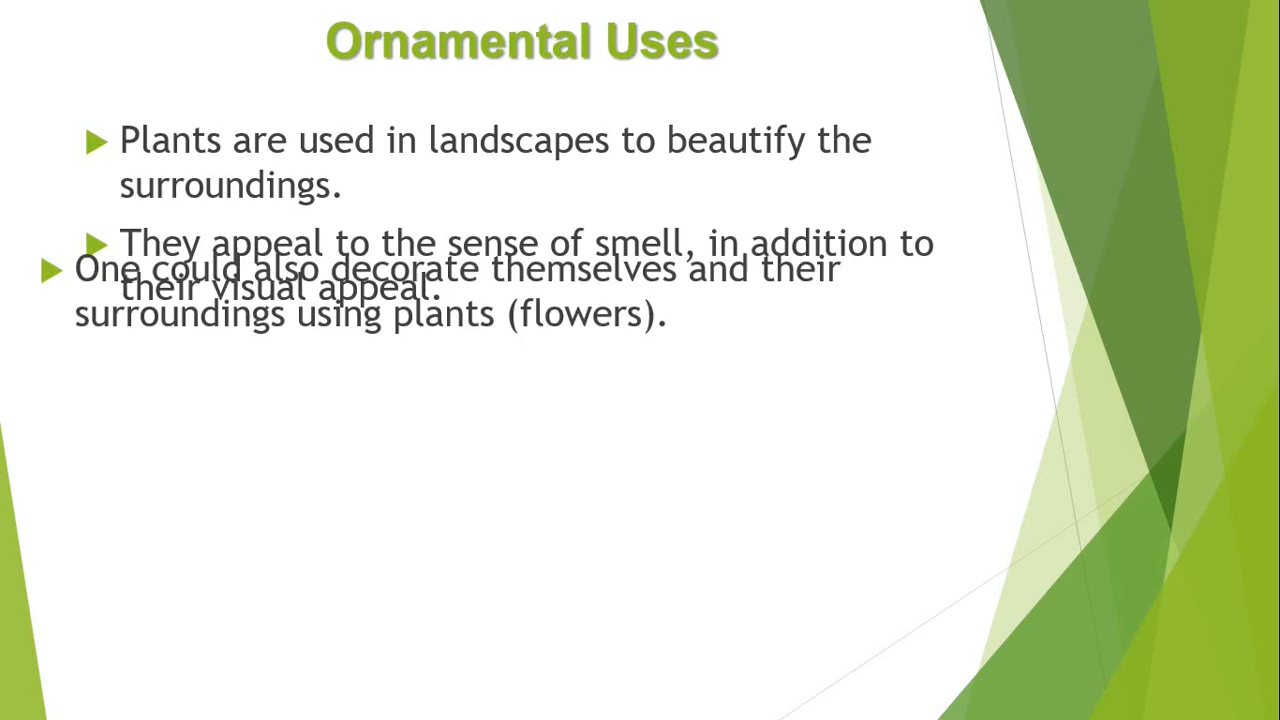 Ornamental Uses
Plants are used in landscapes to beautify the
surroundings.
They appeal to the sense of smell, in addition to
their visual appeal.
One could also decorate themselves and their
surroundings using plants (flowers).